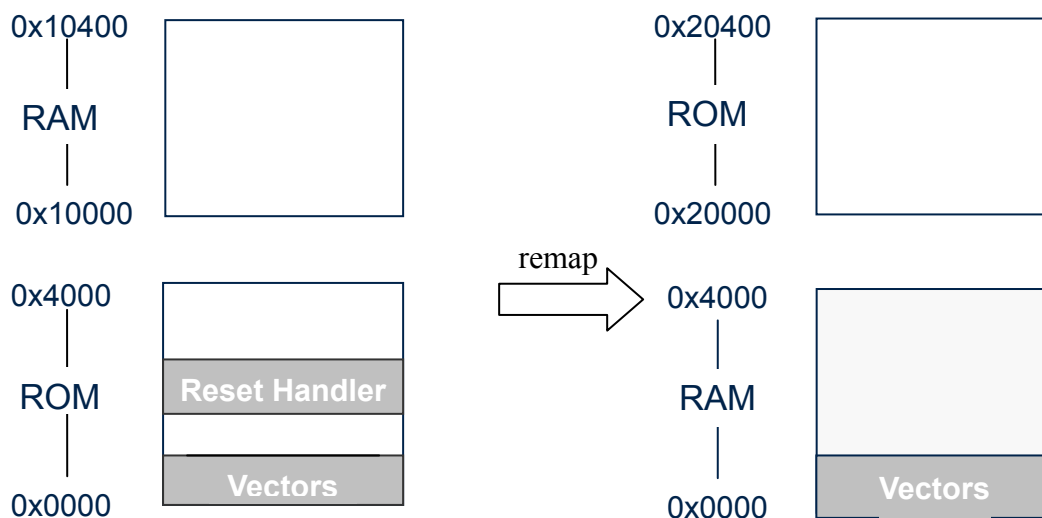 0x10400
RAM
0x10000
0x4000
Reset Handler
ROM
Vectors
0x0000
remap
0x20400
ROM
0x20000
0x4000
RAM
Vectors
0x0000